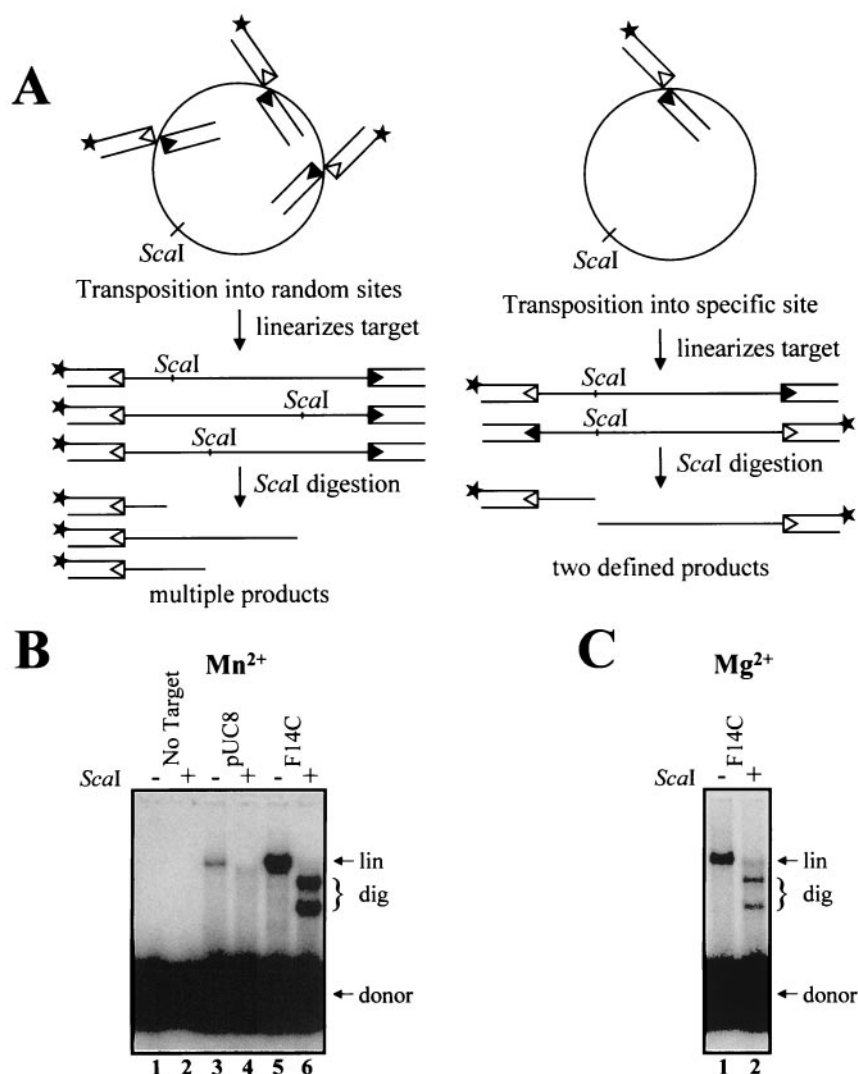 A
ScaI
ScaI
Transposition into random sites
linearizes target
ScaI
ScaI
ScaI
ScaI digestion
multiple products
Transposition into specific site
linearizes target
ScaI
ScaI
ScaI digestion
two defined products
B
Mn2+
No Target
pUC8
F14C
ScaI - + - + - +
lin
dig
donor
1 2 3 4 5 6
C
Mg2+
F14C
ScaI - +
lin
dig
donor
1 2